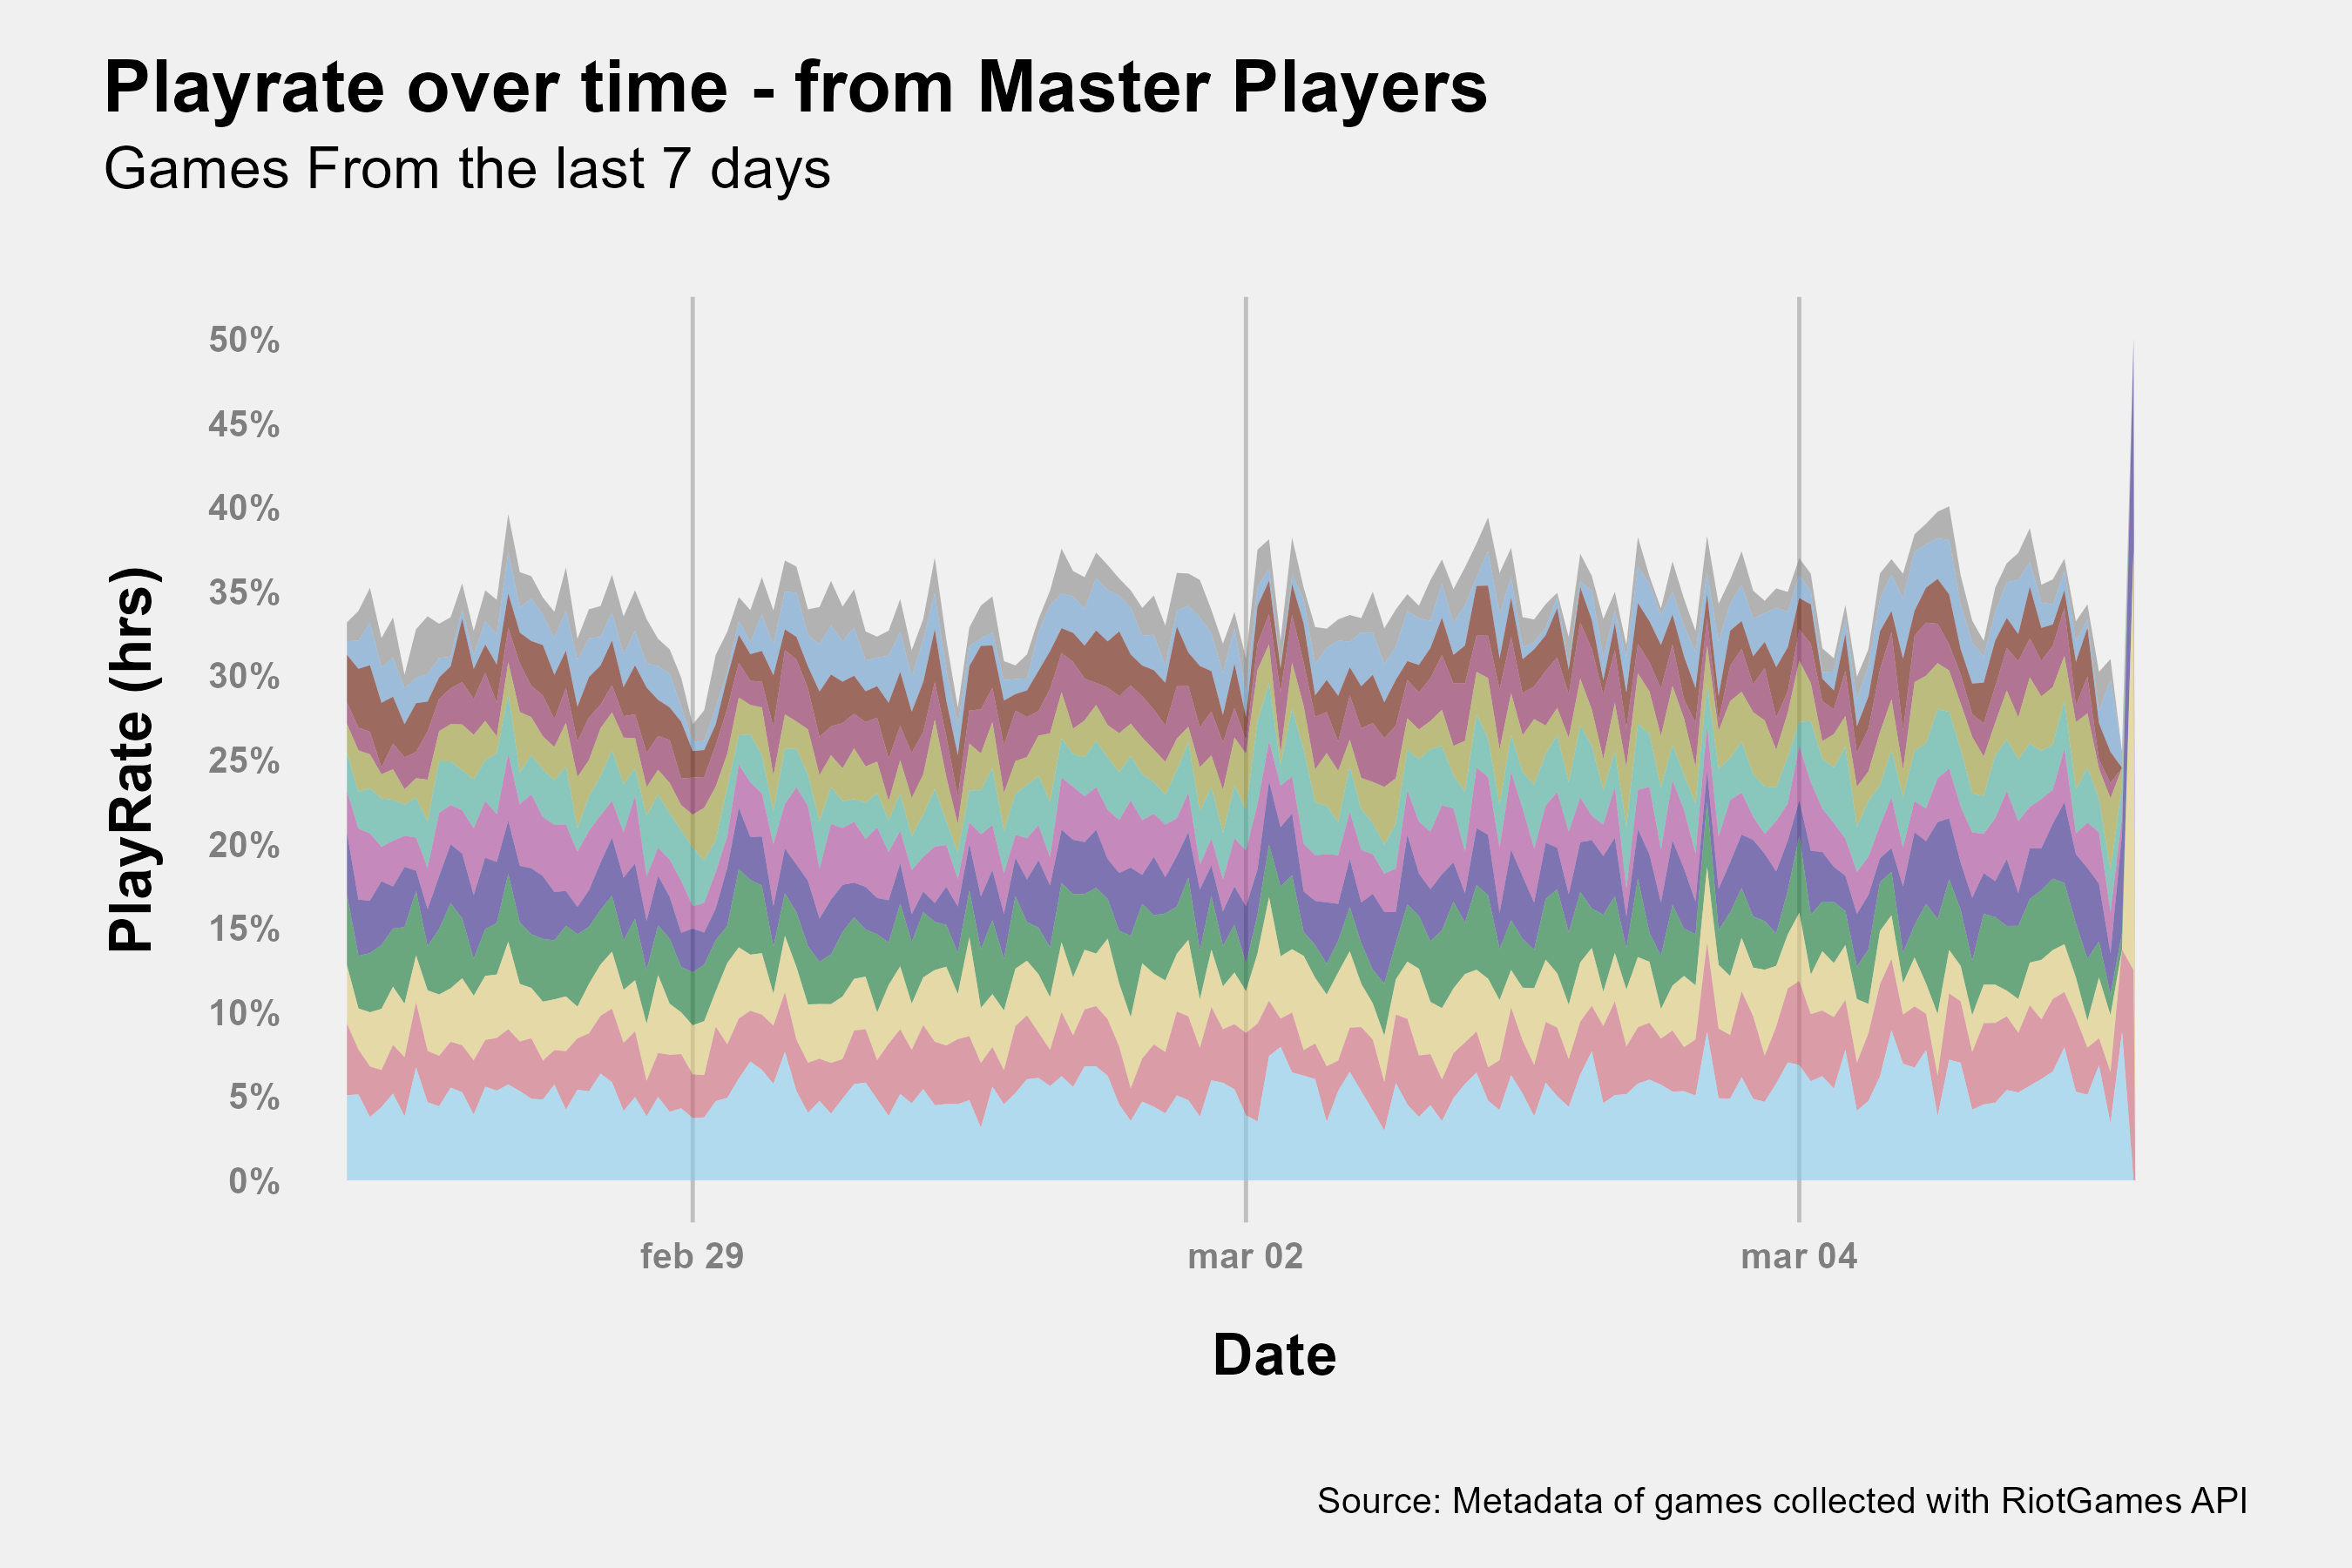 Playrate over time - from Master Players
Games From the last 7 days
PlayRate (hrs)
50%
45%
40%
35%
30%
25%
20%
15%
10%
5%
0%
feb 29
mar 02
mar 04
Date
Source: Metadata of games collected with RiotGames API